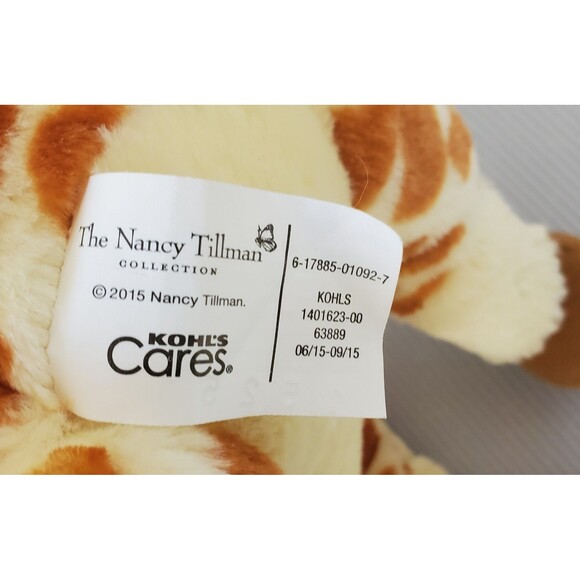 The Nancy Tillman
COLLECTION
© 2015 Nancy Tillman.
KOHL'S
Cares®
6-17885-01092-7
KOHLS
1401623-00
63889
06/15-09/15